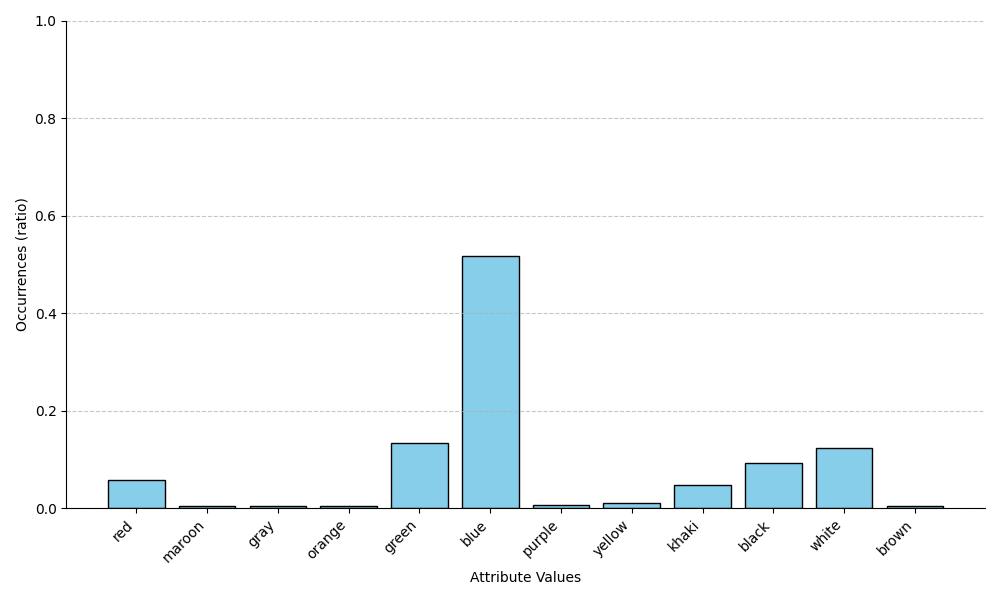 1.0
0.8
0.6
0.4
0.2
0.0
Occurrences (ratio)
red
maroon
gray
orange
green
blue
purple
yellow
khaki
black
white
brown
Attribute Values